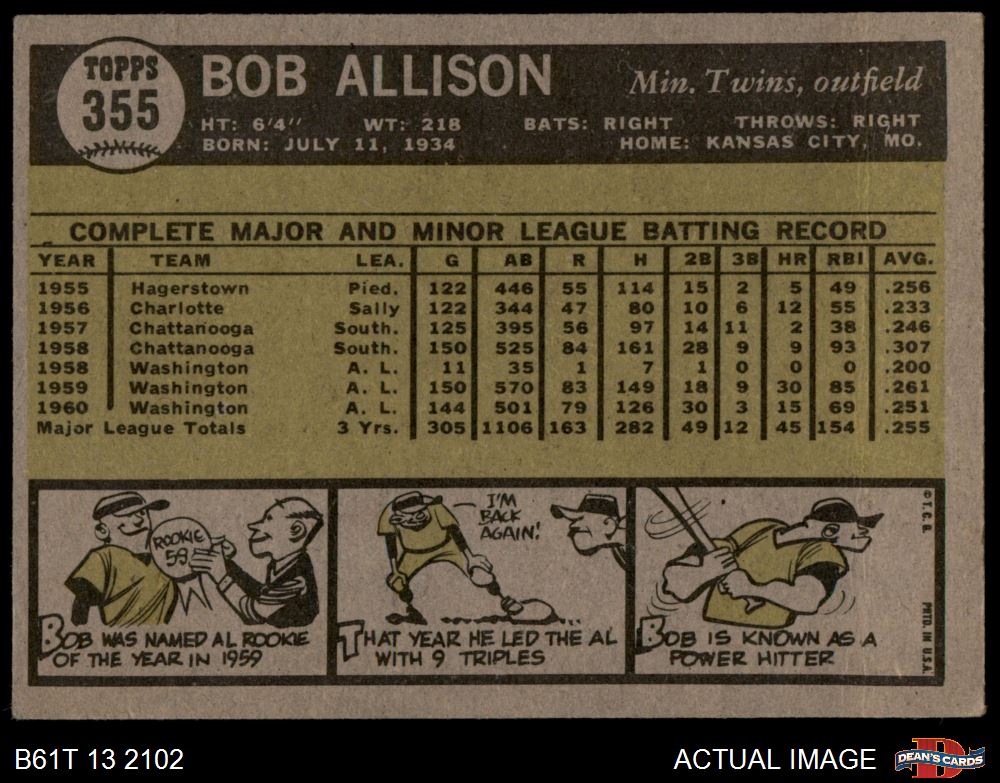 TOPPS
355
BOB ALLISON Min. Twins, outfield
HT: 6'4" WT: 218 BATS: RIGHT THROWS: RIGHT
BORN: JULY 11, 1934 HOME: KANSAS CITY, MO.
COMPLETE MAJOR AND MINOR LEAGUE BATTING RECORD
YEAR TEAM LEA. G AB R H 2B 3B HR RBI AVG.
1955 Hagerstown Pied. 122 446 55 114 15 2 5 49 .256
1956 Charlotte Sally 122 344 47 80 10 6 12 55 .233
1957 Chattanooga South. 125 395 56 97 14 11 2 38 .246
1958 Chattanooga South. 150 525 84 161 28 9 9 93 .307
1958 Washington A. L. 11 35 1 7 1 0 0 0 .200
1959 Washington A. L. 150 570 83 149 18 9 30 85 .261
1960 Washington A. L. 144 501 79 126 30 3 15 69 .251
Major League Totals 3 Yrs. 305 1106 163 282 49 12 45 154 .255
ROOKIE
59
BOB WAS NAMED AL ROOKIE
OF THE YEAR IN 1959
I'M
BACK
AGAIN!
THAT YEAR HE LED THE AL
WITH 9 TRIPLES
BOB IS KNOWN AS A
POWER HITTER
© T.C.G.
PRTD. IN U.S.A.
B61T 13 2102
ACTUAL IMAGE
D
DEAN'S CARDS